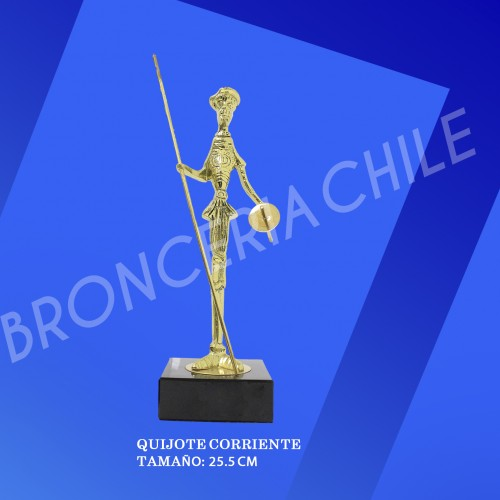 BRONCERIA CHILE
QUIJOTE CORRIENTE
TAMAÑO: 25.5 CM